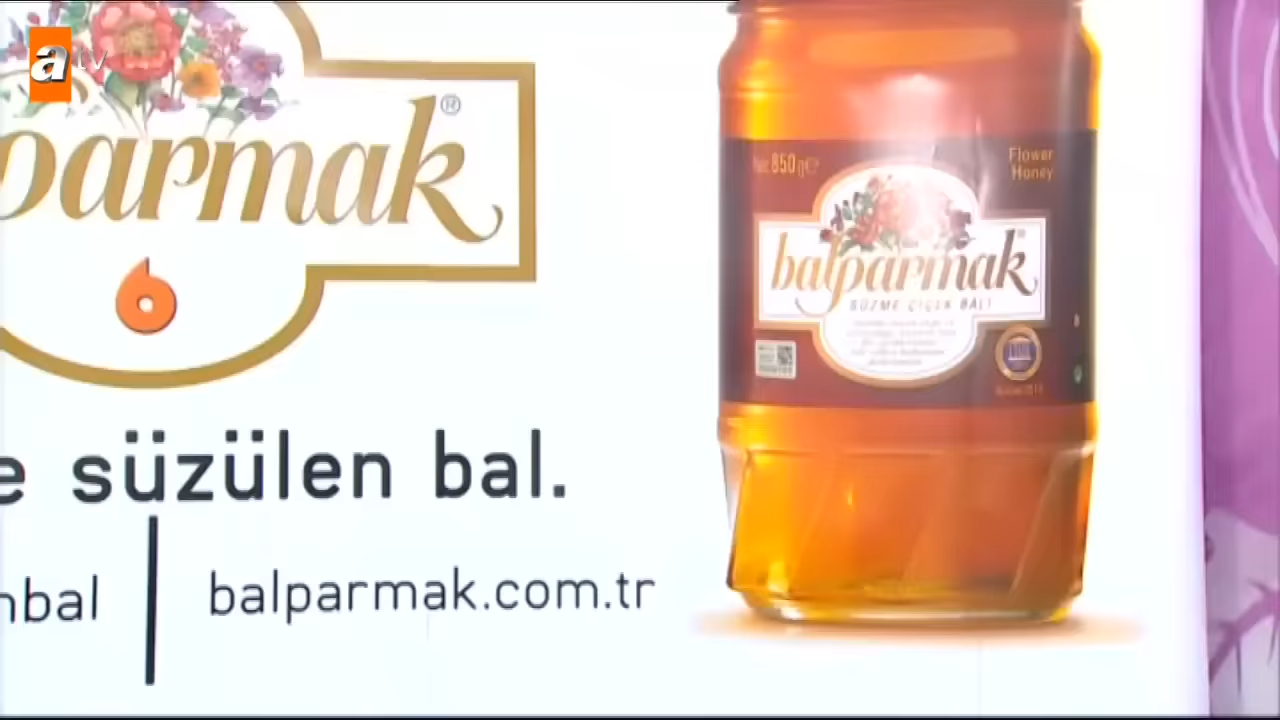 atv
parmak®
e süzülen bal.
nbal
balparmak.com.tr
850 g e
Flower
Honey
balparmak
SÜZME ÇİÇEK BALI